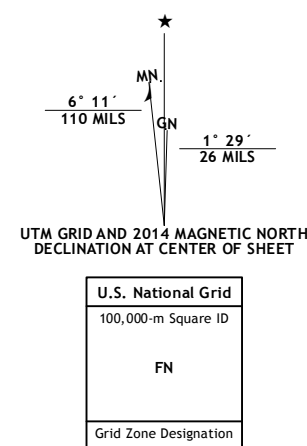 MN.
GN
6° 11´
110 MILS
1° 29´
26 MILS
UTM GRID AND 2014 MAGNETIC NORTH
DECLINATION AT CENTER OF SHEET
U.S. National Grid
100,000-m Square ID
FN
Grid Zone Designation